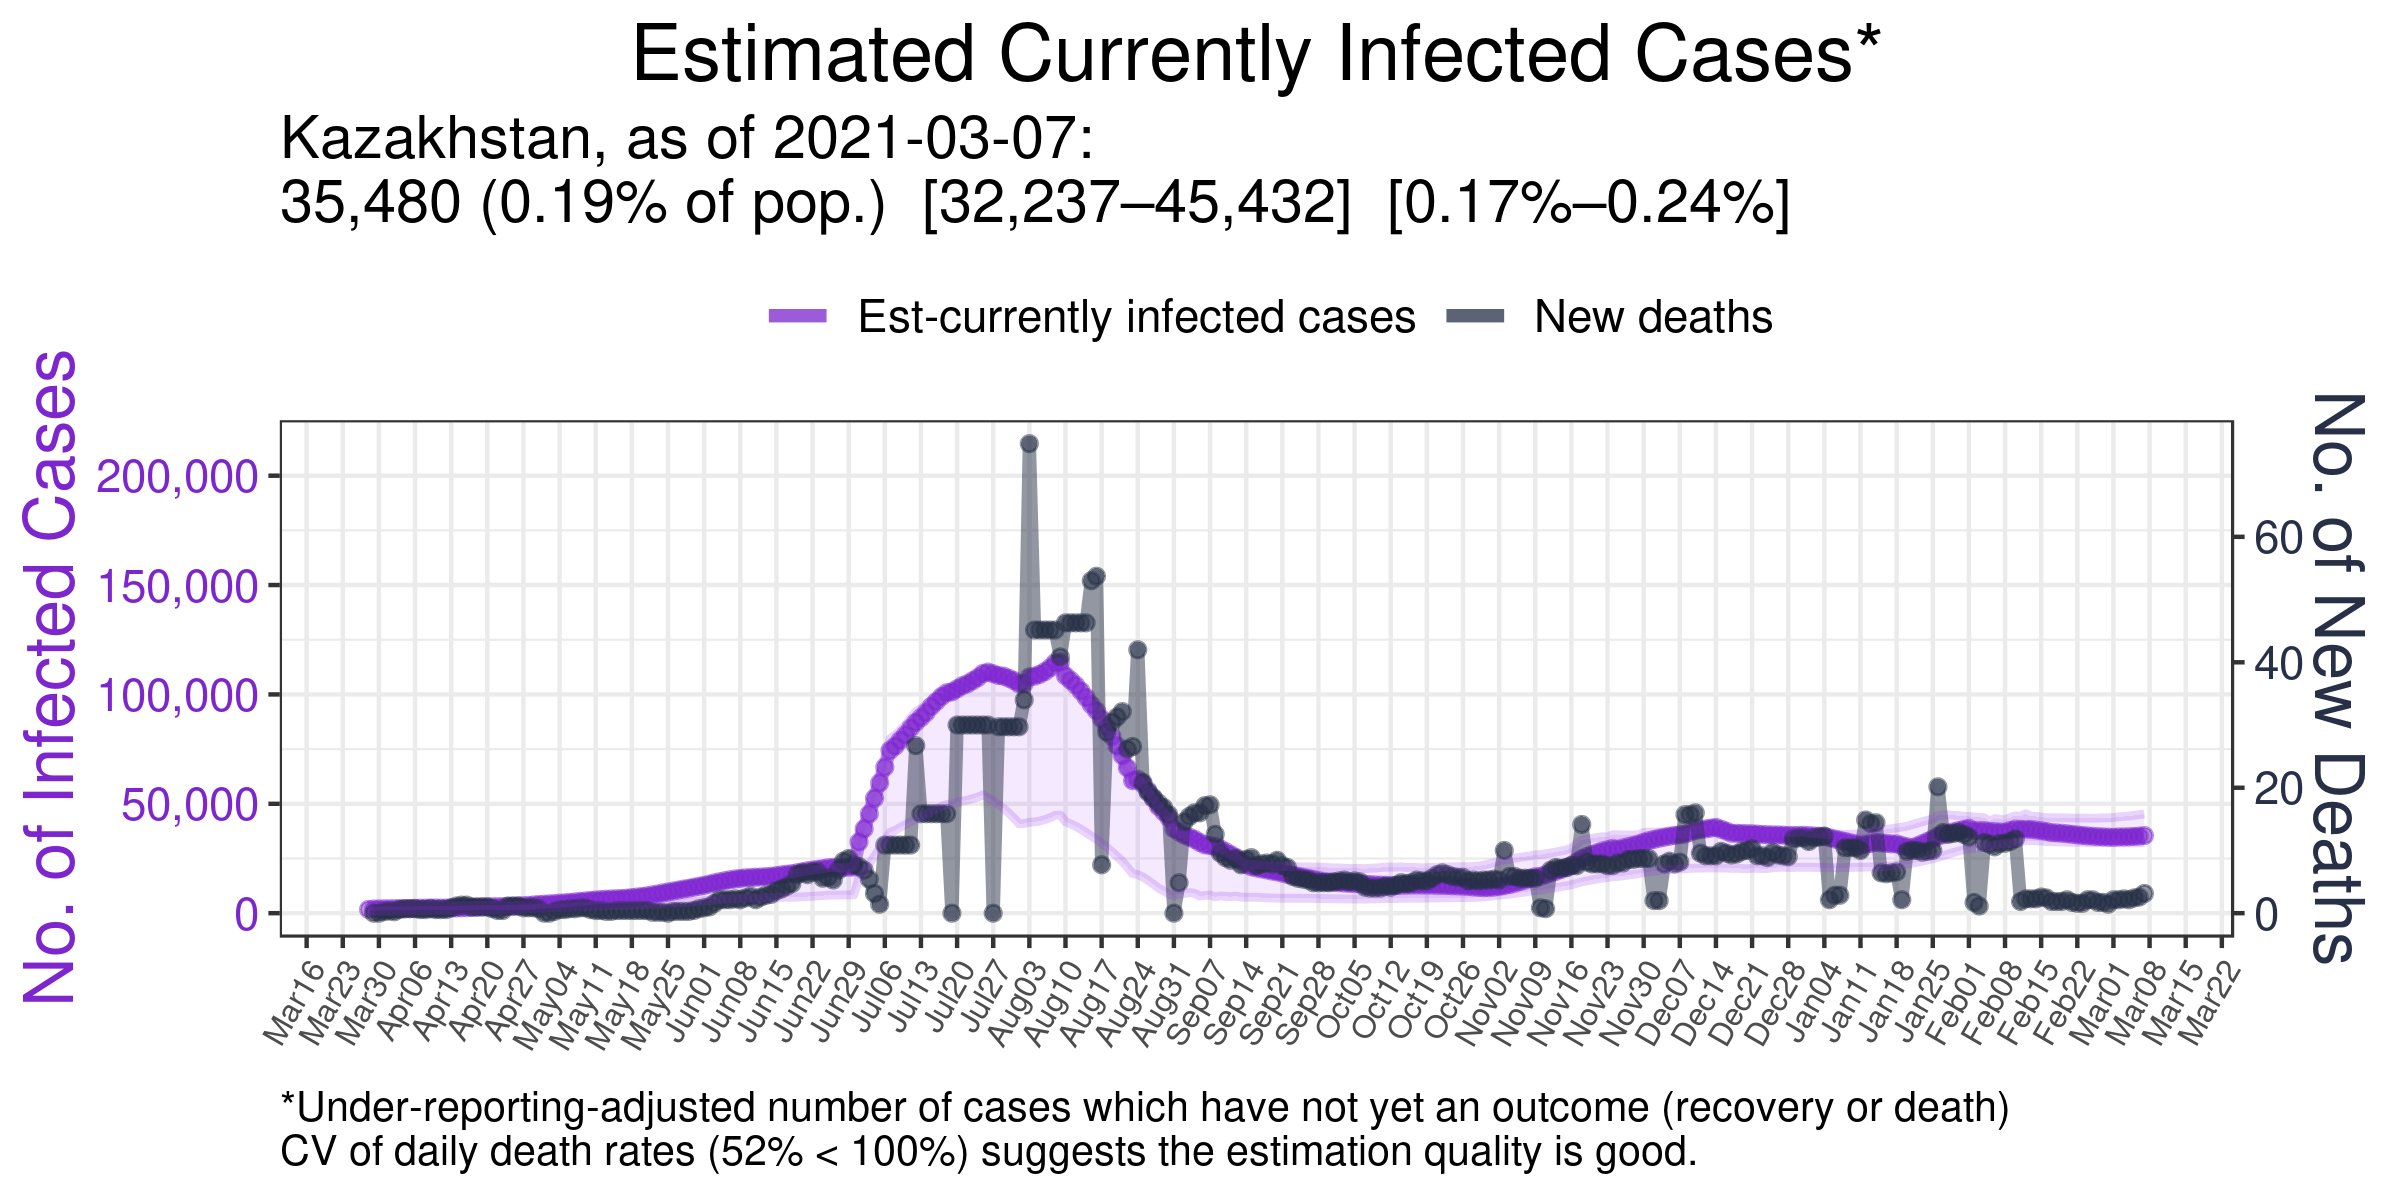 Estimated Currently Infected Cases*
Kazakhstan, as of 2021-03-07:
35,480 (0.19% of pop.) [32,237–45,432] [0.17%–0.24%]
Est-currently infected cases
New deaths
No. of Infected Cases
200,000
150,000
100,000
50,000
0
No. of New Deaths
60
40
20
0
Mar16
Mar23
Mar30
Apr06
Apr13
Apr20
Apr27
May04
May11
May18
May25
Jun01
Jun08
Jun15
Jun22
Jun29
Jul06
Jul13
Jul20
Jul27
Aug03
Aug10
Aug17
Aug24
Aug31
Sep07
Sep14
Sep21
Sep28
Oct05
Oct12
Oct19
Oct26
Nov02
Nov09
Nov16
Nov23
Nov30
Dec07
Dec14
Dec21
Dec28
Jan04
Jan11
Jan18
Jan25
Feb01
Feb08
Feb15
Feb22
Mar01
Mar08
Mar15
Mar22
*Under-reporting-adjusted number of cases which have not yet an outcome (recovery or death)
CV of daily death rates (52% < 100%) suggests the estimation quality is good.